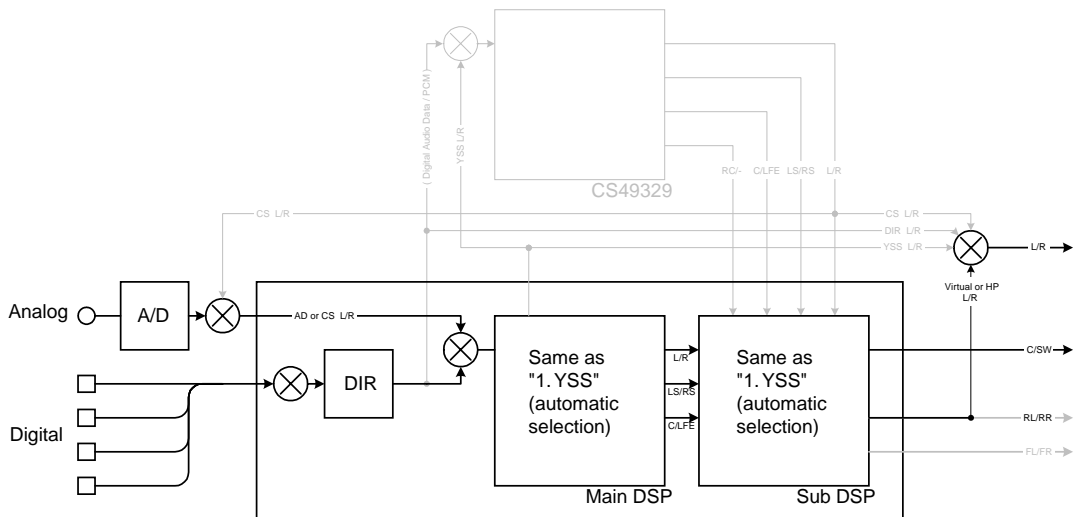 ( Digital Audio Data / PCM )
YSS L/R
RC/-
C/LFE
LS/RS
L/R
CS49329
CS L/R
CS L/R
DIR L/R
YSS L/R
L/R
Virtual or HP
L/R
Analog
A/D
AD or CS L/R
Digital
DIR
Same as
"1. YSS"
(automatic
selection)
L/R
LS/RS
C/LFE
Same as
"1. YSS"
(automatic
selection)
C/SW
RL/RR
FL/FR
Main DSP
Sub DSP